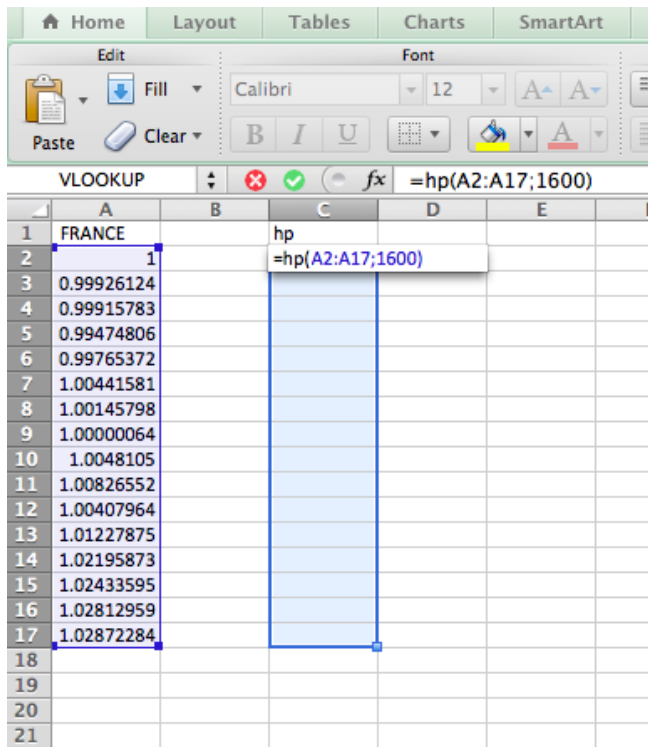 Home Layout Tables Charts SmartArt
Edit Font
Fill Calibri 12 A A
Paste Clear B I U A
VLOOKUP fx =hp(A2:A17;1600)
A B C D E
1 FRANCE hp
2 1 =hp(A2:A17;1600)
3 0.99926124
4 0.99915783
5 0.99474806
6 0.99765372
7 1.00441581
8 1.00145798
9 1.00000064
10 1.0048105
11 1.00826552
12 1.00407964
13 1.01227875
14 1.02195873
15 1.02433595
16 1.02812959
17 1.02872284
18
19
20
21